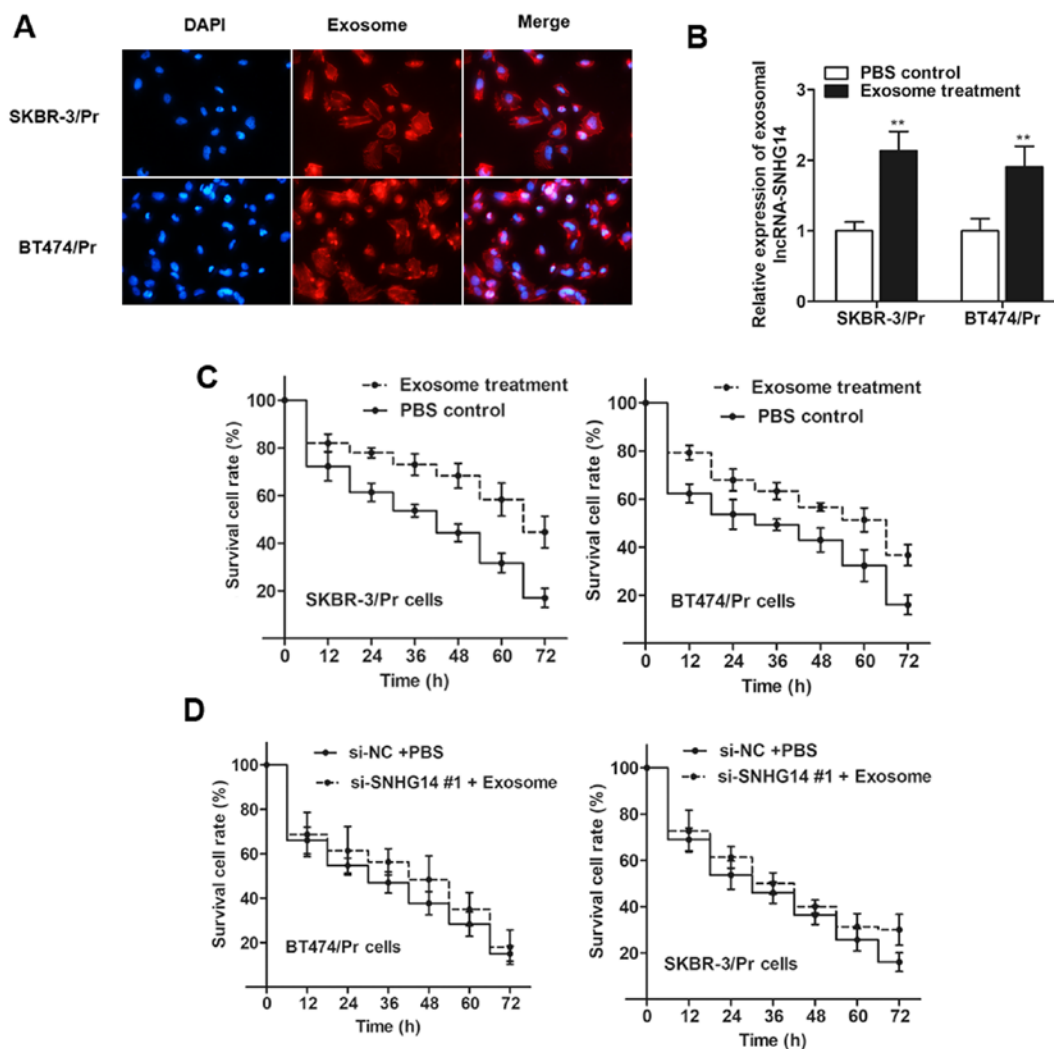 A
DAPI Exosome Merge
SKBR-3/Pr
BT474/Pr
B
PBS control
Exosome treatment
Relative expression of exosomal
lncRNA-SNHG14
3
2
1
0
**
**
SKBR-3/Pr BT474/Pr
C
Exosome treatment
PBS control
Survival cell rate (%)
100
80
60
40
20
SKBR-3/Pr cells
0 12 24 36 48 60 72
Time (h)
Exosome treatment
PBS control
Survival cell rate (%)
100
80
60
40
20
BT474/Pr cells
0 12 24 36 48 60 72
Time (h)
D
si-NC +PBS
si-SNHG14 #1 + Exosome
Survival cell rate (%)
100
80
60
40
20
BT474/Pr cells
0 12 24 36 48 60 72
Time (h)
si-NC +PBS
si-SNHG14 #1 + Exosome
Survival cell rate (%)
100
80
60
40
20
SKBR-3/Pr cells
0 12 24 36 48 60 72
Time (h)